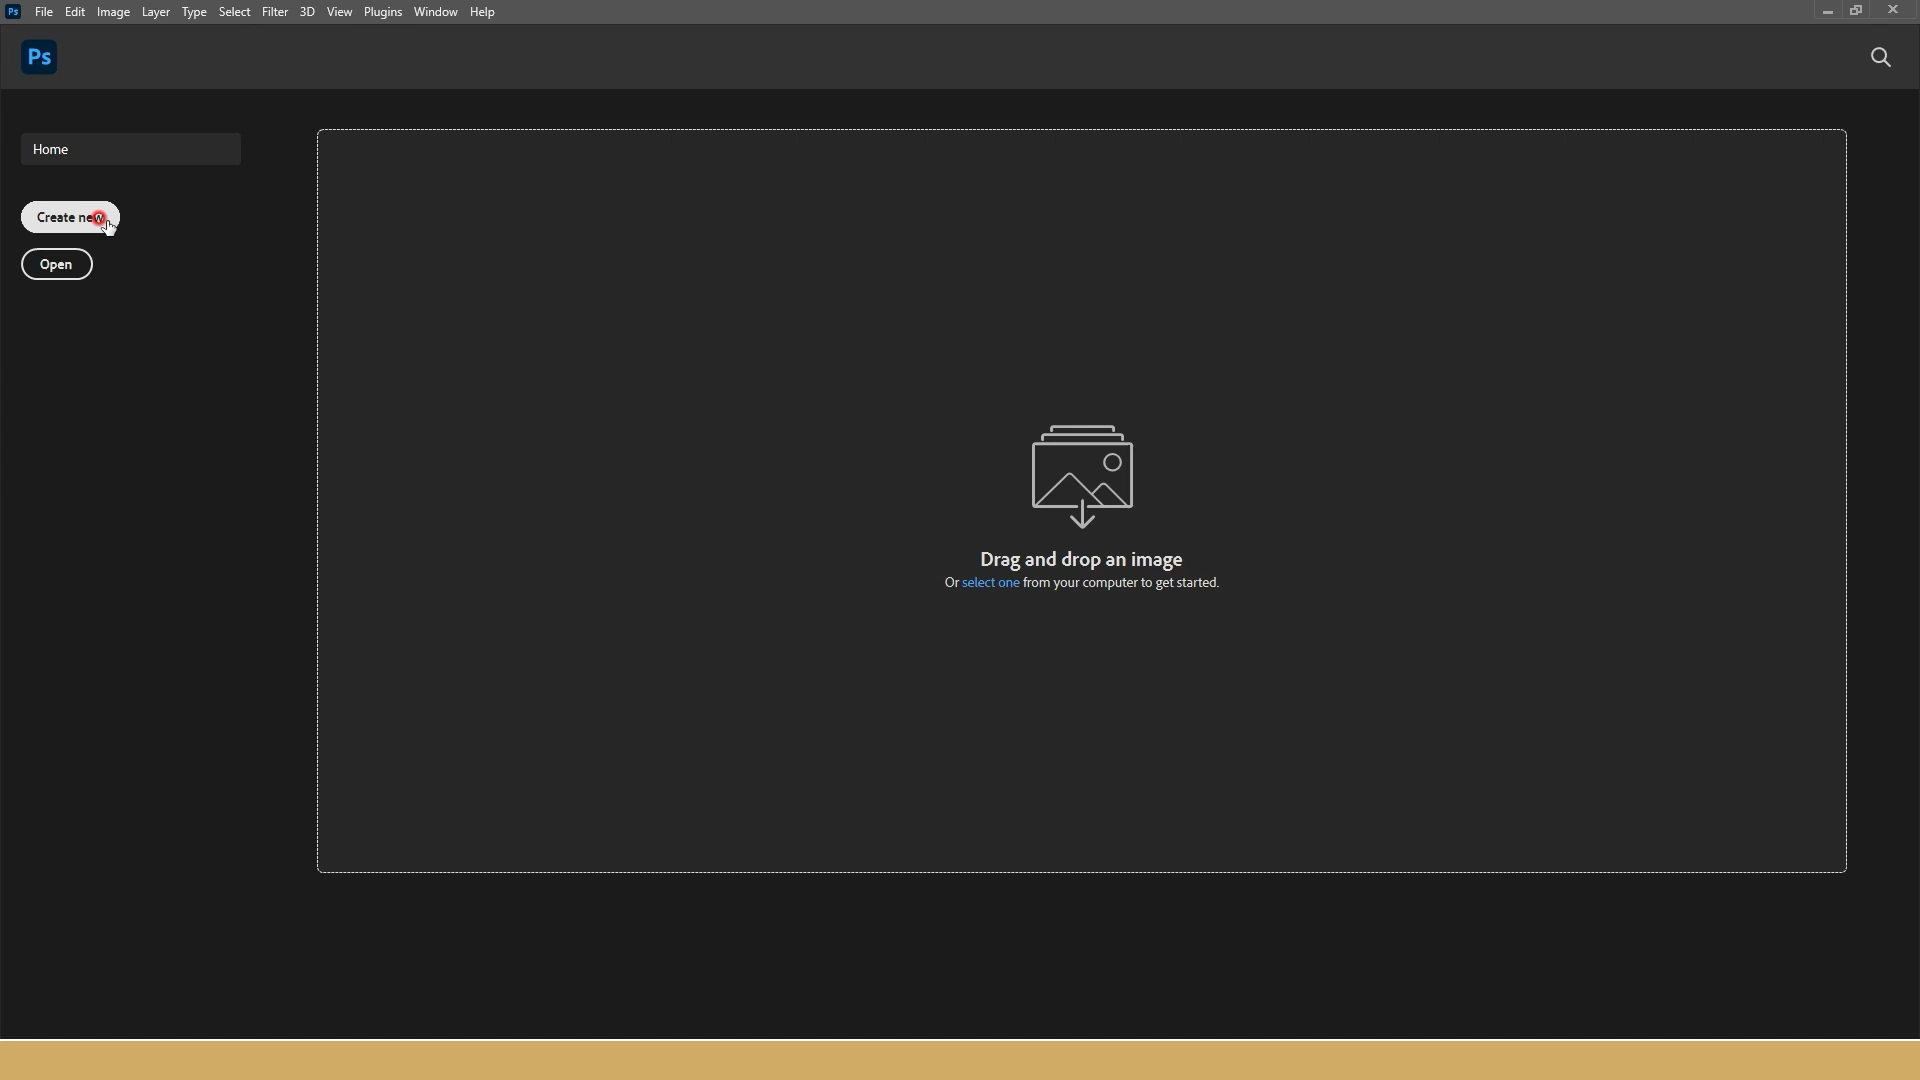 Ps File Edit Image Layer Type Select Filter 3D View Plugins Window Help
Ps
Home
Create new
Open
Drag and drop an image
Or select one from your computer to get started.